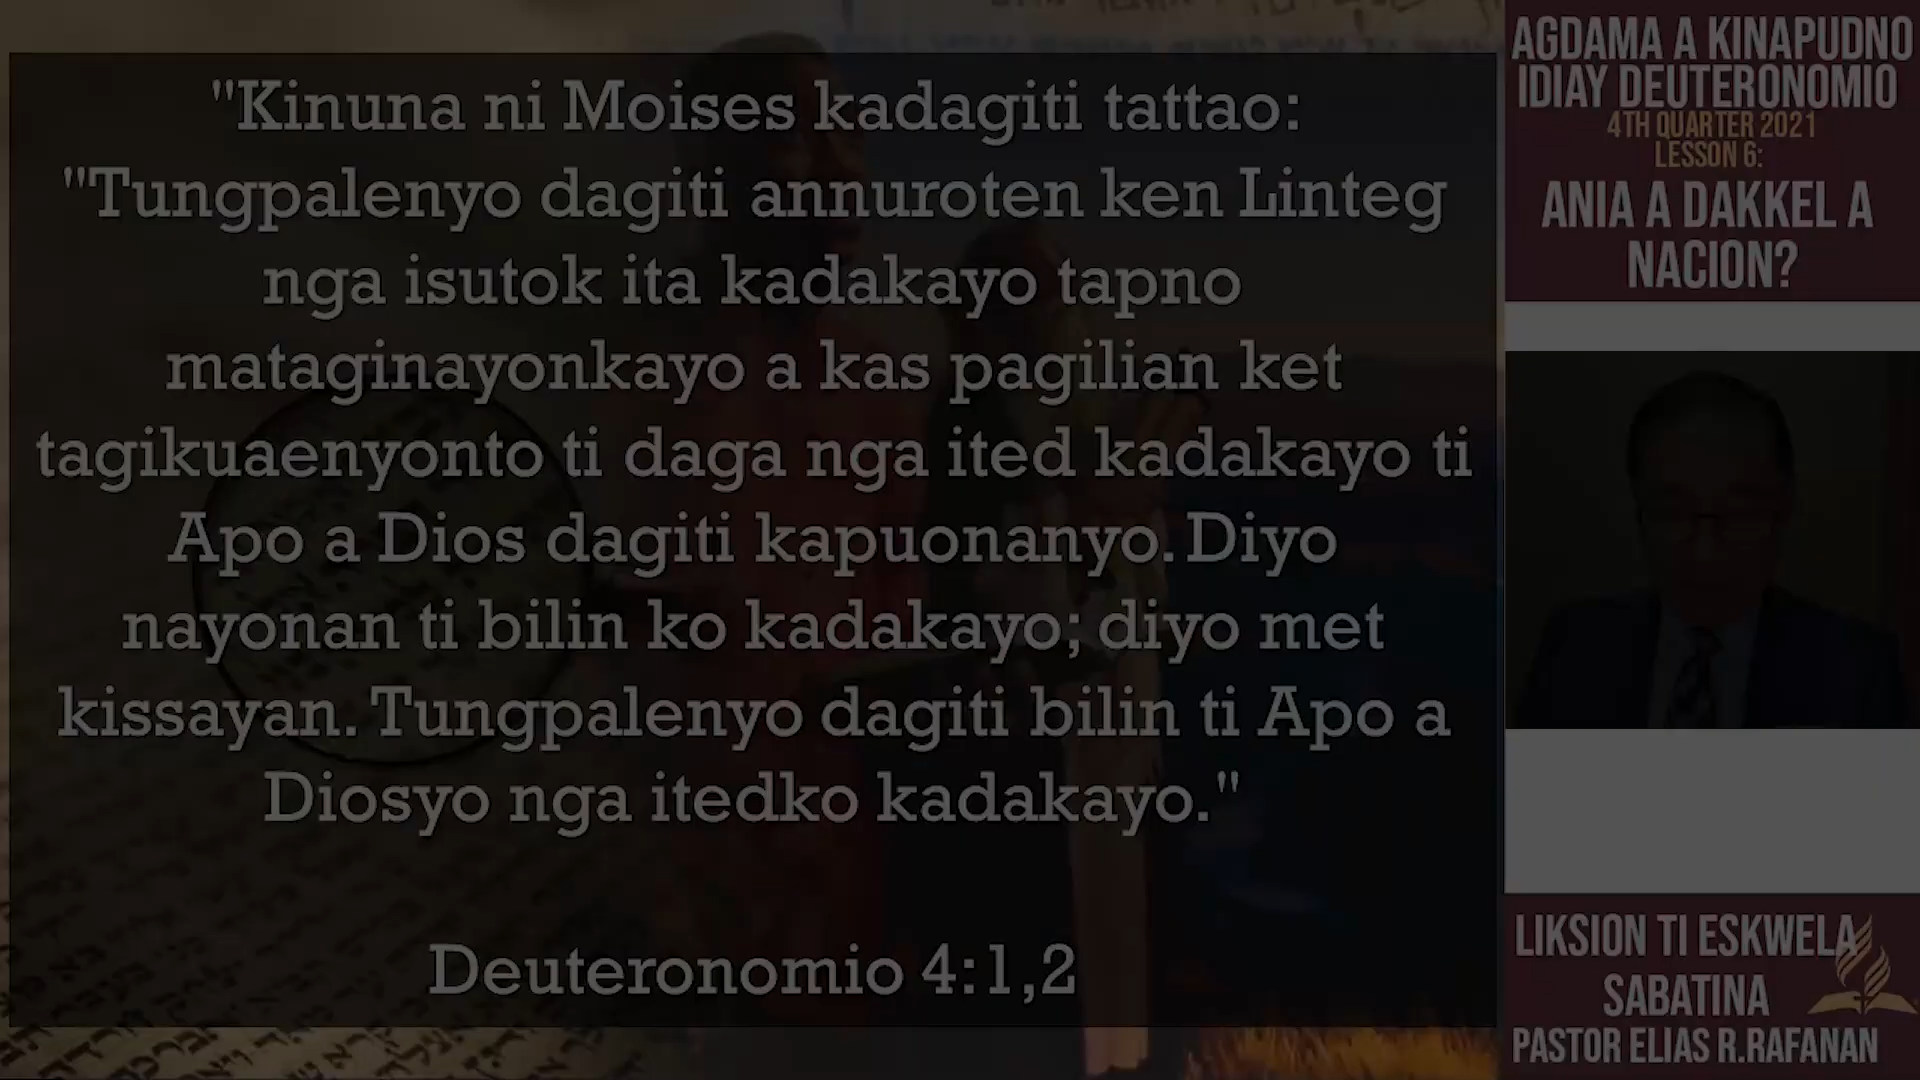 "Kinuna ni Moises kadagiti tattao:
"Tungpalenyo dagiti annuroten ken Linteg
nga isutok ita kadakayo tapno
mataginayonkayo a kas pagilian ket
tagikuaenyonto ti daga nga ited kadakayo ti
Apo a Dios dagiti kapuonanyo. Diyo
nayonan ti bilin ko kadakayo; diyo met
kissayan. Tungpalenyo dagiti bilin ti Apo a
Diosyo nga itedko kadakayo."
Deuteronomio 4:1,2
AGDAMA A KINAPUDNO
IDIAY DEUTERONOMIO
4TH QUARTER 2021
LESSON 6:
ANIA A DAKKEL A
NACION?
LIKSION TI ESKWELA
SABATINA
PASTOR ELIAS R.RAFANAN